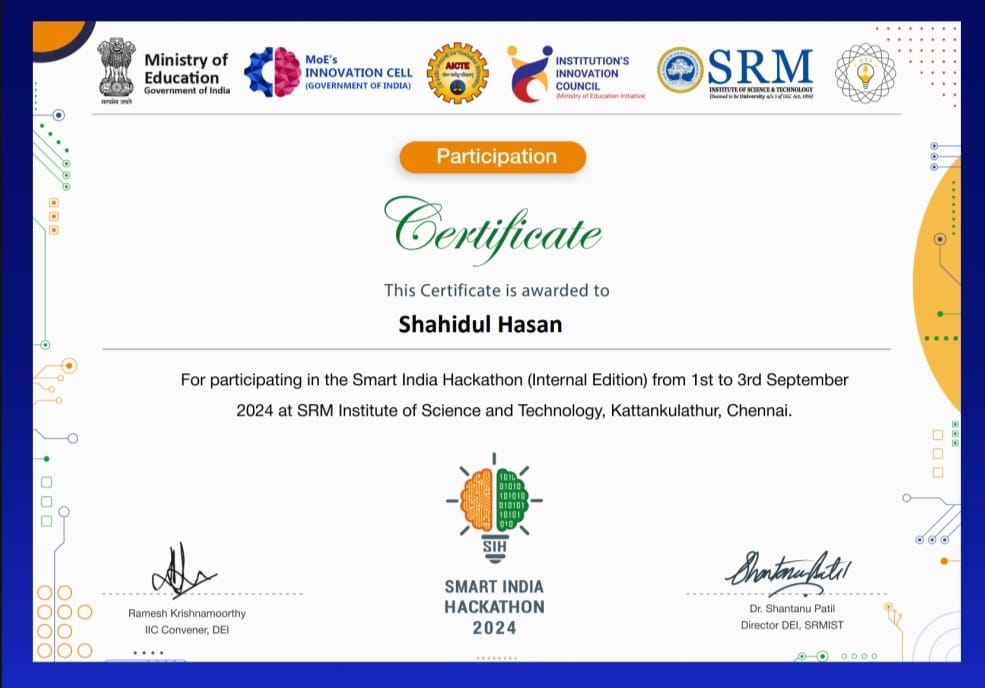 Ministry of
Education
Government of India
सत्यमेव जयते
MoE's
INNOVATION CELL
(GOVERNMENT OF INDIA)
AICTE
INSTITUTION'S
INNOVATION
COUNCIL
(Ministry of Education Initiative)
SRM
INSTITUTE OF SCIENCE & TECHNOLOGY
(Deemed to be University u/s 3 of UGC Act, 1956)
Participation
Certificate
This Certificate is awarded to
Shahidul Hasan
For participating in the Smart India Hackathon (Internal Edition) from 1st to 3rd September
2024 at SRM Institute of Science and Technology, Kattankulathur, Chennai.
101
01010
101010
010101
10101
010
SIH
SMART INDIA
HACKATHON
2024
Ramesh Krishnamoorthy
IIC Convener, DEI
Shantanu Patil
Dr. Shantanu Patil
Director DEI, SRMIST